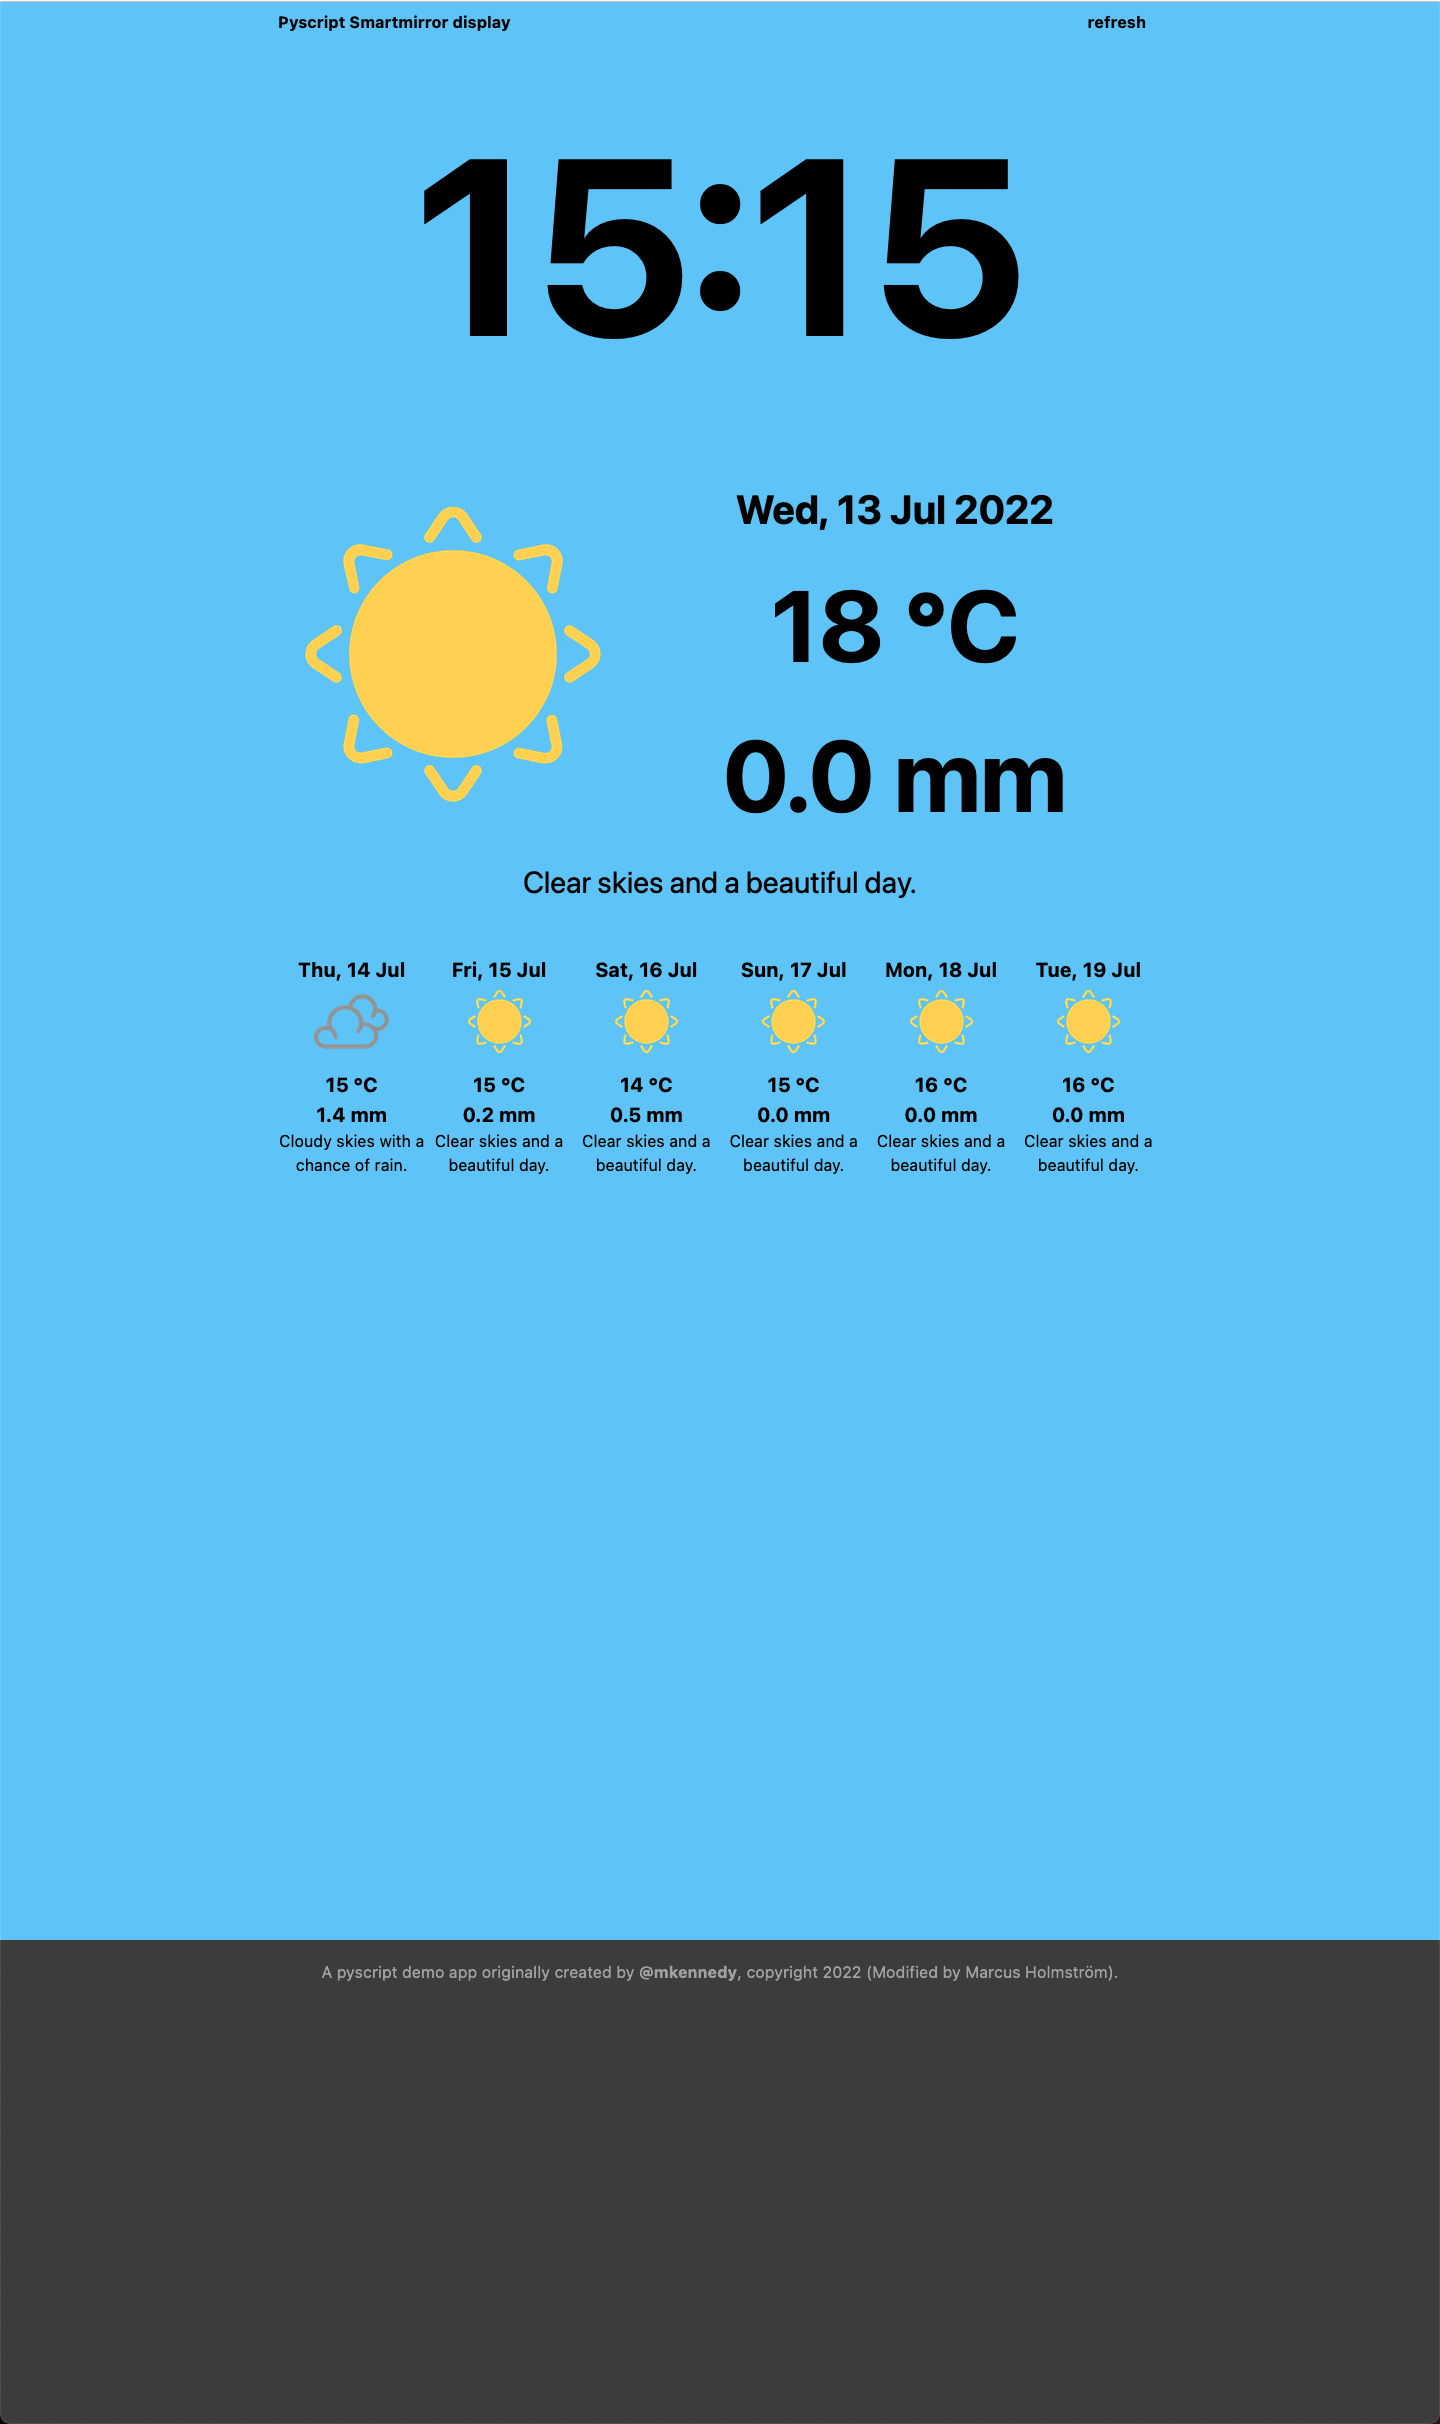 Pyscript Smartmirror display
refresh
15:15
Wed, 13 Jul 2022
18 °C
0.0 mm
Clear skies and a beautiful day.
Thu, 14 Jul
15 °C
1.4 mm
Cloudy skies with a
chance of rain.
Fri, 15 Jul
15 °C
0.2 mm
Clear skies and a
beautiful day.
Sat, 16 Jul
14 °C
0.5 mm
Clear skies and a
beautiful day.
Sun, 17 Jul
15 °C
0.0 mm
Clear skies and a
beautiful day.
Mon, 18 Jul
16 °C
0.0 mm
Clear skies and a
beautiful day.
Tue, 19 Jul
16 °C
0.0 mm
Clear skies and a
beautiful day.
A pyscript demo app originally created by @mkennedy, copyright 2022 (Modified by Marcus Holmström).